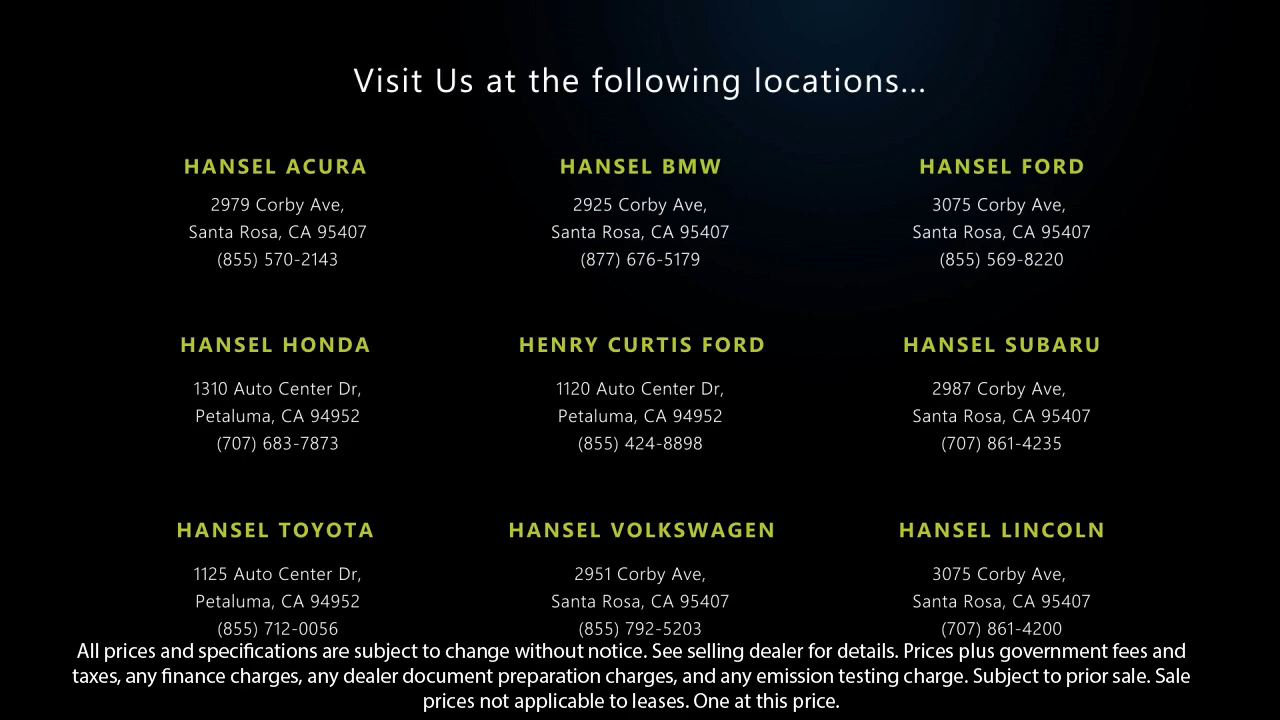 Visit Us at the following locations...
HANSEL ACURA
2979 Corby Ave,
Santa Rosa, CA 95407
(855) 570-2143
HANSEL BMW
2925 Corby Ave,
Santa Rosa, CA 95407
(877) 676-5179
HANSEL FORD
3075 Corby Ave,
Santa Rosa, CA 95407
(855) 569-8220
HANSEL HONDA
1310 Auto Center Dr,
Petaluma, CA 94952
(707) 683-7873
HENRY CURTIS FORD
1120 Auto Center Dr,
Petaluma, CA 94952
(855) 424-8898
HANSEL SUBARU
2987 Corby Ave,
Santa Rosa, CA 95407
(707) 861-4235
HANSEL TOYOTA
1125 Auto Center Dr,
Petaluma, CA 94952
(855) 712-0056
HANSEL VOLKSWAGEN
2951 Corby Ave,
Santa Rosa, CA 95407
(855) 792-5203
HANSEL LINCOLN
3075 Corby Ave,
Santa Rosa, CA 95407
(707) 861-4200
All prices and specifications are subject to change without notice. See selling dealer for details. Prices plus government fees and
taxes, any finance charges, any dealer document preparation charges, and any emission testing charge. Subject to prior sale. Sale
prices not applicable to leases. One at this price.